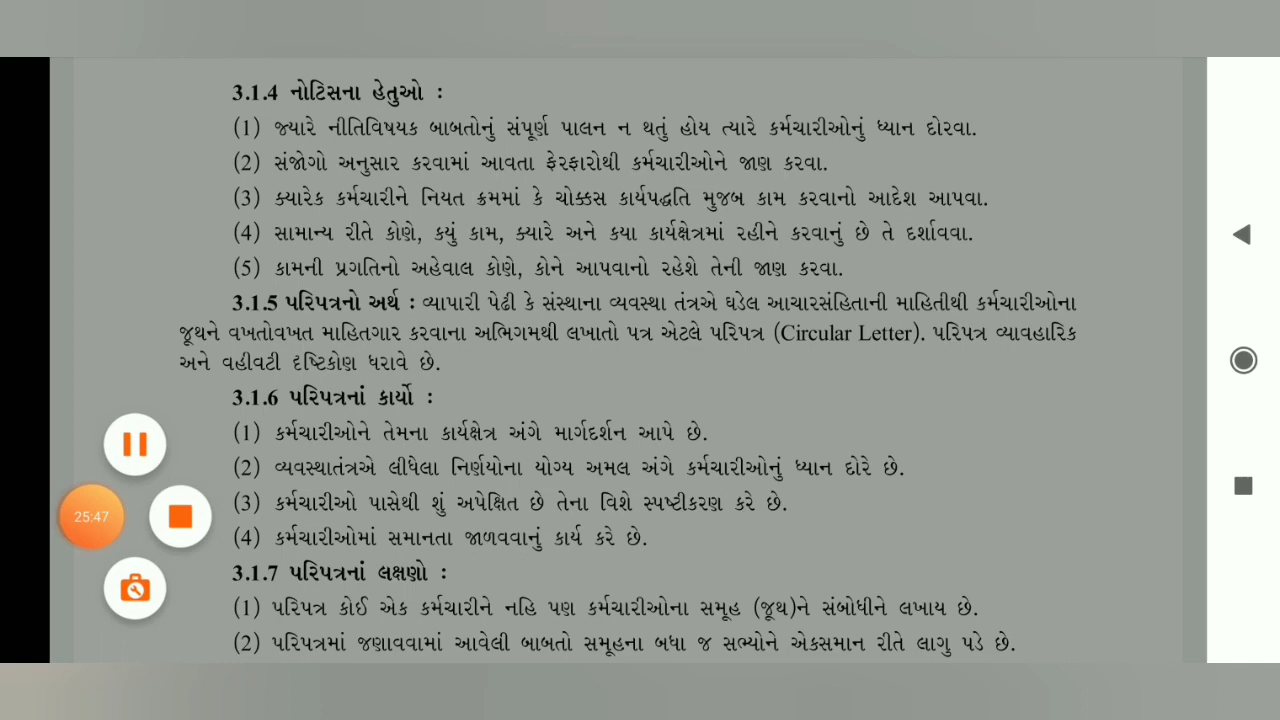 3.1.4 નોટિસના હેતુઓ :
(1) જ્યારે નીતિવિષયક બાબતોનું સંપૂર્ણ પાલન ન થતું હોય ત્યારે કર્મચારીઓનું ધ્યાન દોરવા.
(2) સંજોગો અનુસાર કરવામાં આવતા ફેરફારોથી કર્મચારીઓને જાણ કરવા.
(3) ક્યારેક કર્મચારીને નિયત ક્રમમાં કે ચોક્કસ કાર્યપદ્ધતિ મુજબ કામ કરવાનો આદેશ આપવા.
(4) સામાન્ય રીતે કોણે, કયું કામ, ક્યારે અને કયા કાર્યક્ષેત્રમાં રહીને કરવાનું છે તે દર્શાવવા.
(5) કામની પ્રગતિનો અહેવાલ કોણે, કોને આપવાનો રહેશે તેની જાણ કરવા.
3.1.5 પરિપત્રનો અર્થ : વ્યાપારી પેઢી કે સંસ્થાના વ્યવસ્થા તંત્રએ ઘડેલ આચારસંહિતાની માહિતીથી કર્મચારીઓના
જૂથને વખતોવખત માહિતગાર કરવાના અભિગમથી લખાતો પત્ર એટલે પરિપત્ર (Circular Letter). પરિપત્ર વ્યાવહારિક
અને વહીવટી દૃષ્ટિકોણ ધરાવે છે.
3.1.6 પરિપત્રનાં કાર્યો :
(1) કર્મચારીઓને તેમના કાર્યક્ષેત્ર અંગે માર્ગદર્શન આપે છે.
(2) વ્યવસ્થાતંત્રએ લીધેલા નિર્ણયોના યોગ્ય અમલ અંગે કર્મચારીઓનું ધ્યાન દોરે છે.
(3) કર્મચારીઓ પાસેથી શું અપેક્ષિત છે તેના વિશે સ્પષ્ટીકરણ કરે છે.
25:47
(4) કર્મચારીઓમાં સમાનતા જાળવવાનું કાર્ય કરે છે.
3.1.7 પરિપત્રનાં લક્ષણો :
(1) પરિપત્ર કોઈ એક કર્મચારીને નહિ પણ કર્મચારીઓના સમૂહ (જૂથ)ને સંબોધીને લખાય છે.
(2) પરિપત્રમાં જણાવવામાં આવેલી બાબતો સમૂહના બધા જ સભ્યોને એકસમાન રીતે લાગુ પડે છે.